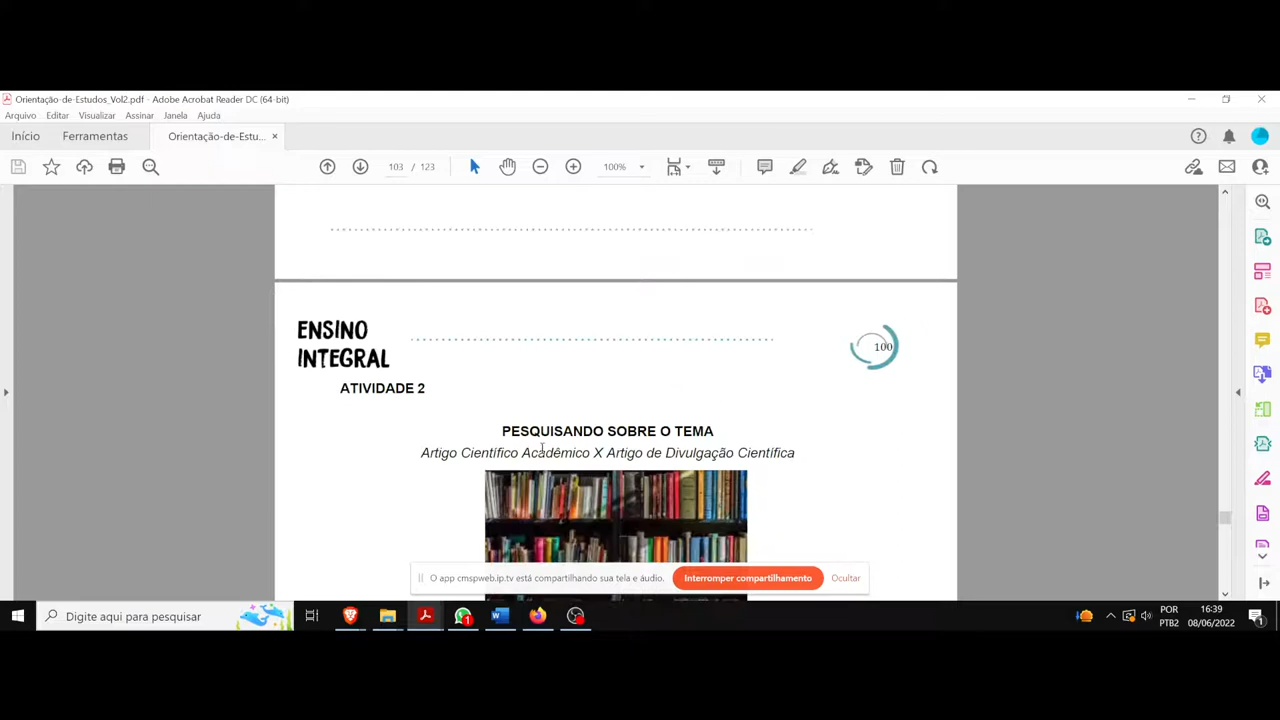 Orientação-de-Estudos_Vol2.pdf - Adobe Acrobat Reader DC (64-bit)
Arquivo Editar Visualizar Assinar Janela Ajuda
Início Ferramentas Orientação-de-Estu... ×
103 / 123 100%
ENSINO
INTEGRAL
100
ATIVIDADE 2
PESQUISANDO SOBRE O TEMA
Artigo Científico Acadêmico X Artigo de Divulgação Científica
O app cmspweb.ip.tv está compartilhando sua tela e áudio. Interromper compartilhamento Ocultar
Digite aqui para pesquisar
1
POR
PTB2
16:39
08/06/2022
1